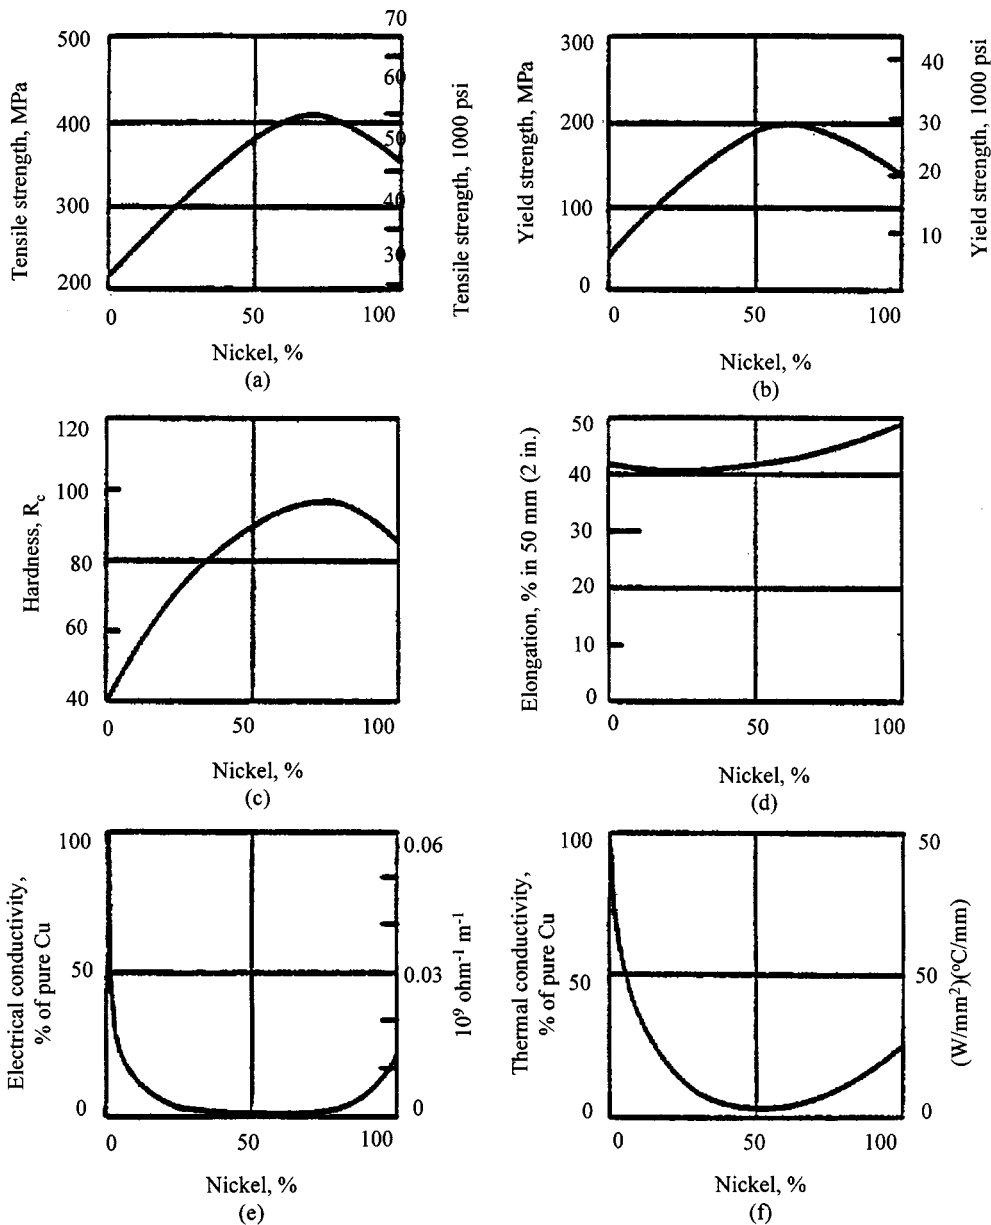 70
500
400
300
200
60
50
40
30
Tensile strength, MPa
Tensile strength, 1000 psi
0 50 100
Nickel, %
(a)
300
200
100
0
40
30
20
10
Yield strength, MPa
Yield strength, 1000 psi
0 50 100
Nickel, %
(b)
120
100
80
60
40
Hardness, Rc
0 50 100
Nickel, %
(c)
50
40
30
20
10
0
Elongation, % in 50 mm (2 in.)
0 50 100
Nickel, %
(d)
100
50
0
0.06
0.03
0
Electrical conductivity,
% of pure Cu
10⁹ ohm⁻¹ m⁻¹
0 50 100
Nickel, %
(e)
100
50
0
50
50
0
Thermal conductivity,
% of pure Cu
(W/mm²)(°C/mm)
0 50 100
Nickel, %
(f)